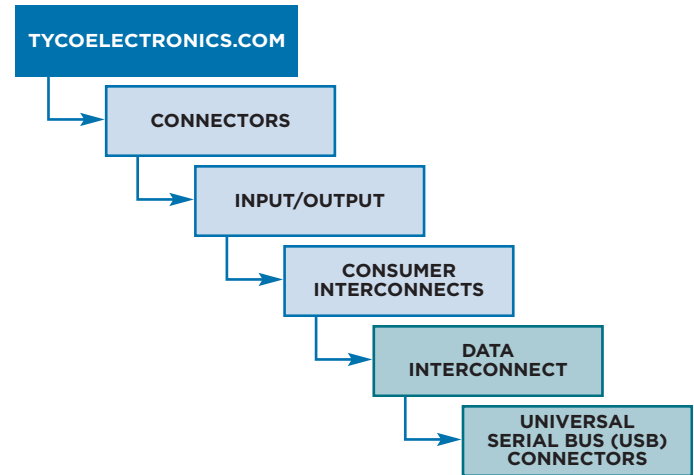 TYCOELECTRONICS.COM
CONNECTORS
INPUT/OUTPUT
CONSUMER
INTERCONNECTS
DATA
INTERCONNECT
UNIVERSAL
SERIAL BUS (USB)
CONNECTORS